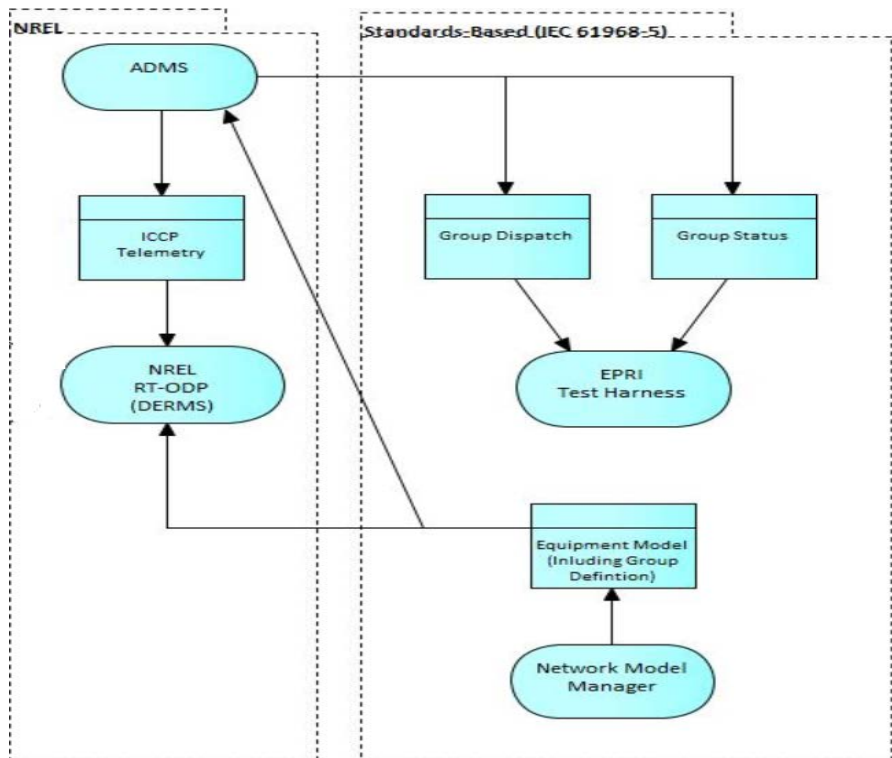 NREL
Standards-Based (IEC 61968-5)
ADMS
ICCP
Telemetry
Group Dispatch
Group Status
NREL
RT-ODP
(DERMS)
EPRI
Test Harness
Equipment Model
(Inluding Group
Defintion)
Network Model
Manager